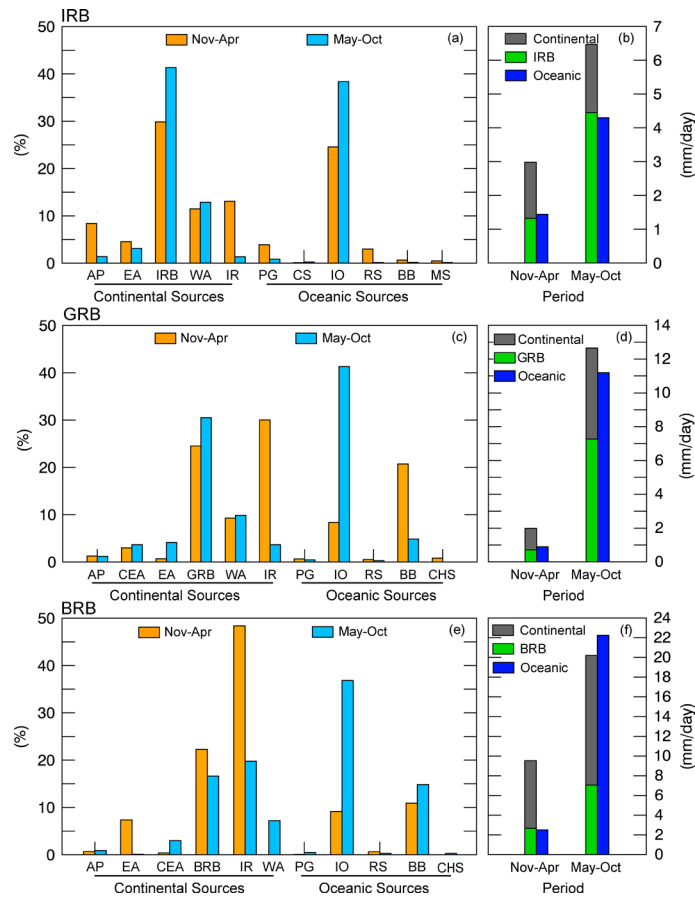 IRB
50
40
30
20
10
0
(%)
Nov-Apr
May-Oct
(a)
AP EA IRB WA IR PG CS IO RS BB MS
Continental Sources Oceanic Sources
(b)
Continental
IRB
Oceanic
7
6
5
4
3
2
1
0
(mm/day)
Nov-Apr May-Oct
Period
GRB
50
40
30
20
10
0
(%)
Nov-Apr
May-Oct
(c)
AP CEA EA GRB WA IR PG IO RS BB CHS
Continental Sources Oceanic Sources
(d)
Continental
GRB
Oceanic
14
12
10
8
6
4
2
0
(mm/day)
Nov-Apr May-Oct
Period
BRB
50
40
30
20
10
0
(%)
Nov-Apr
May-Oct
(e)
AP EA CEA BRB IR WA PG IO RS BB CHS
Continental Sources Oceanic Sources
(f)
Continental
BRB
Oceanic
24
22
20
18
16
14
12
10
8
6
4
2
0
(mm/day)
Nov-Apr May-Oct
Period